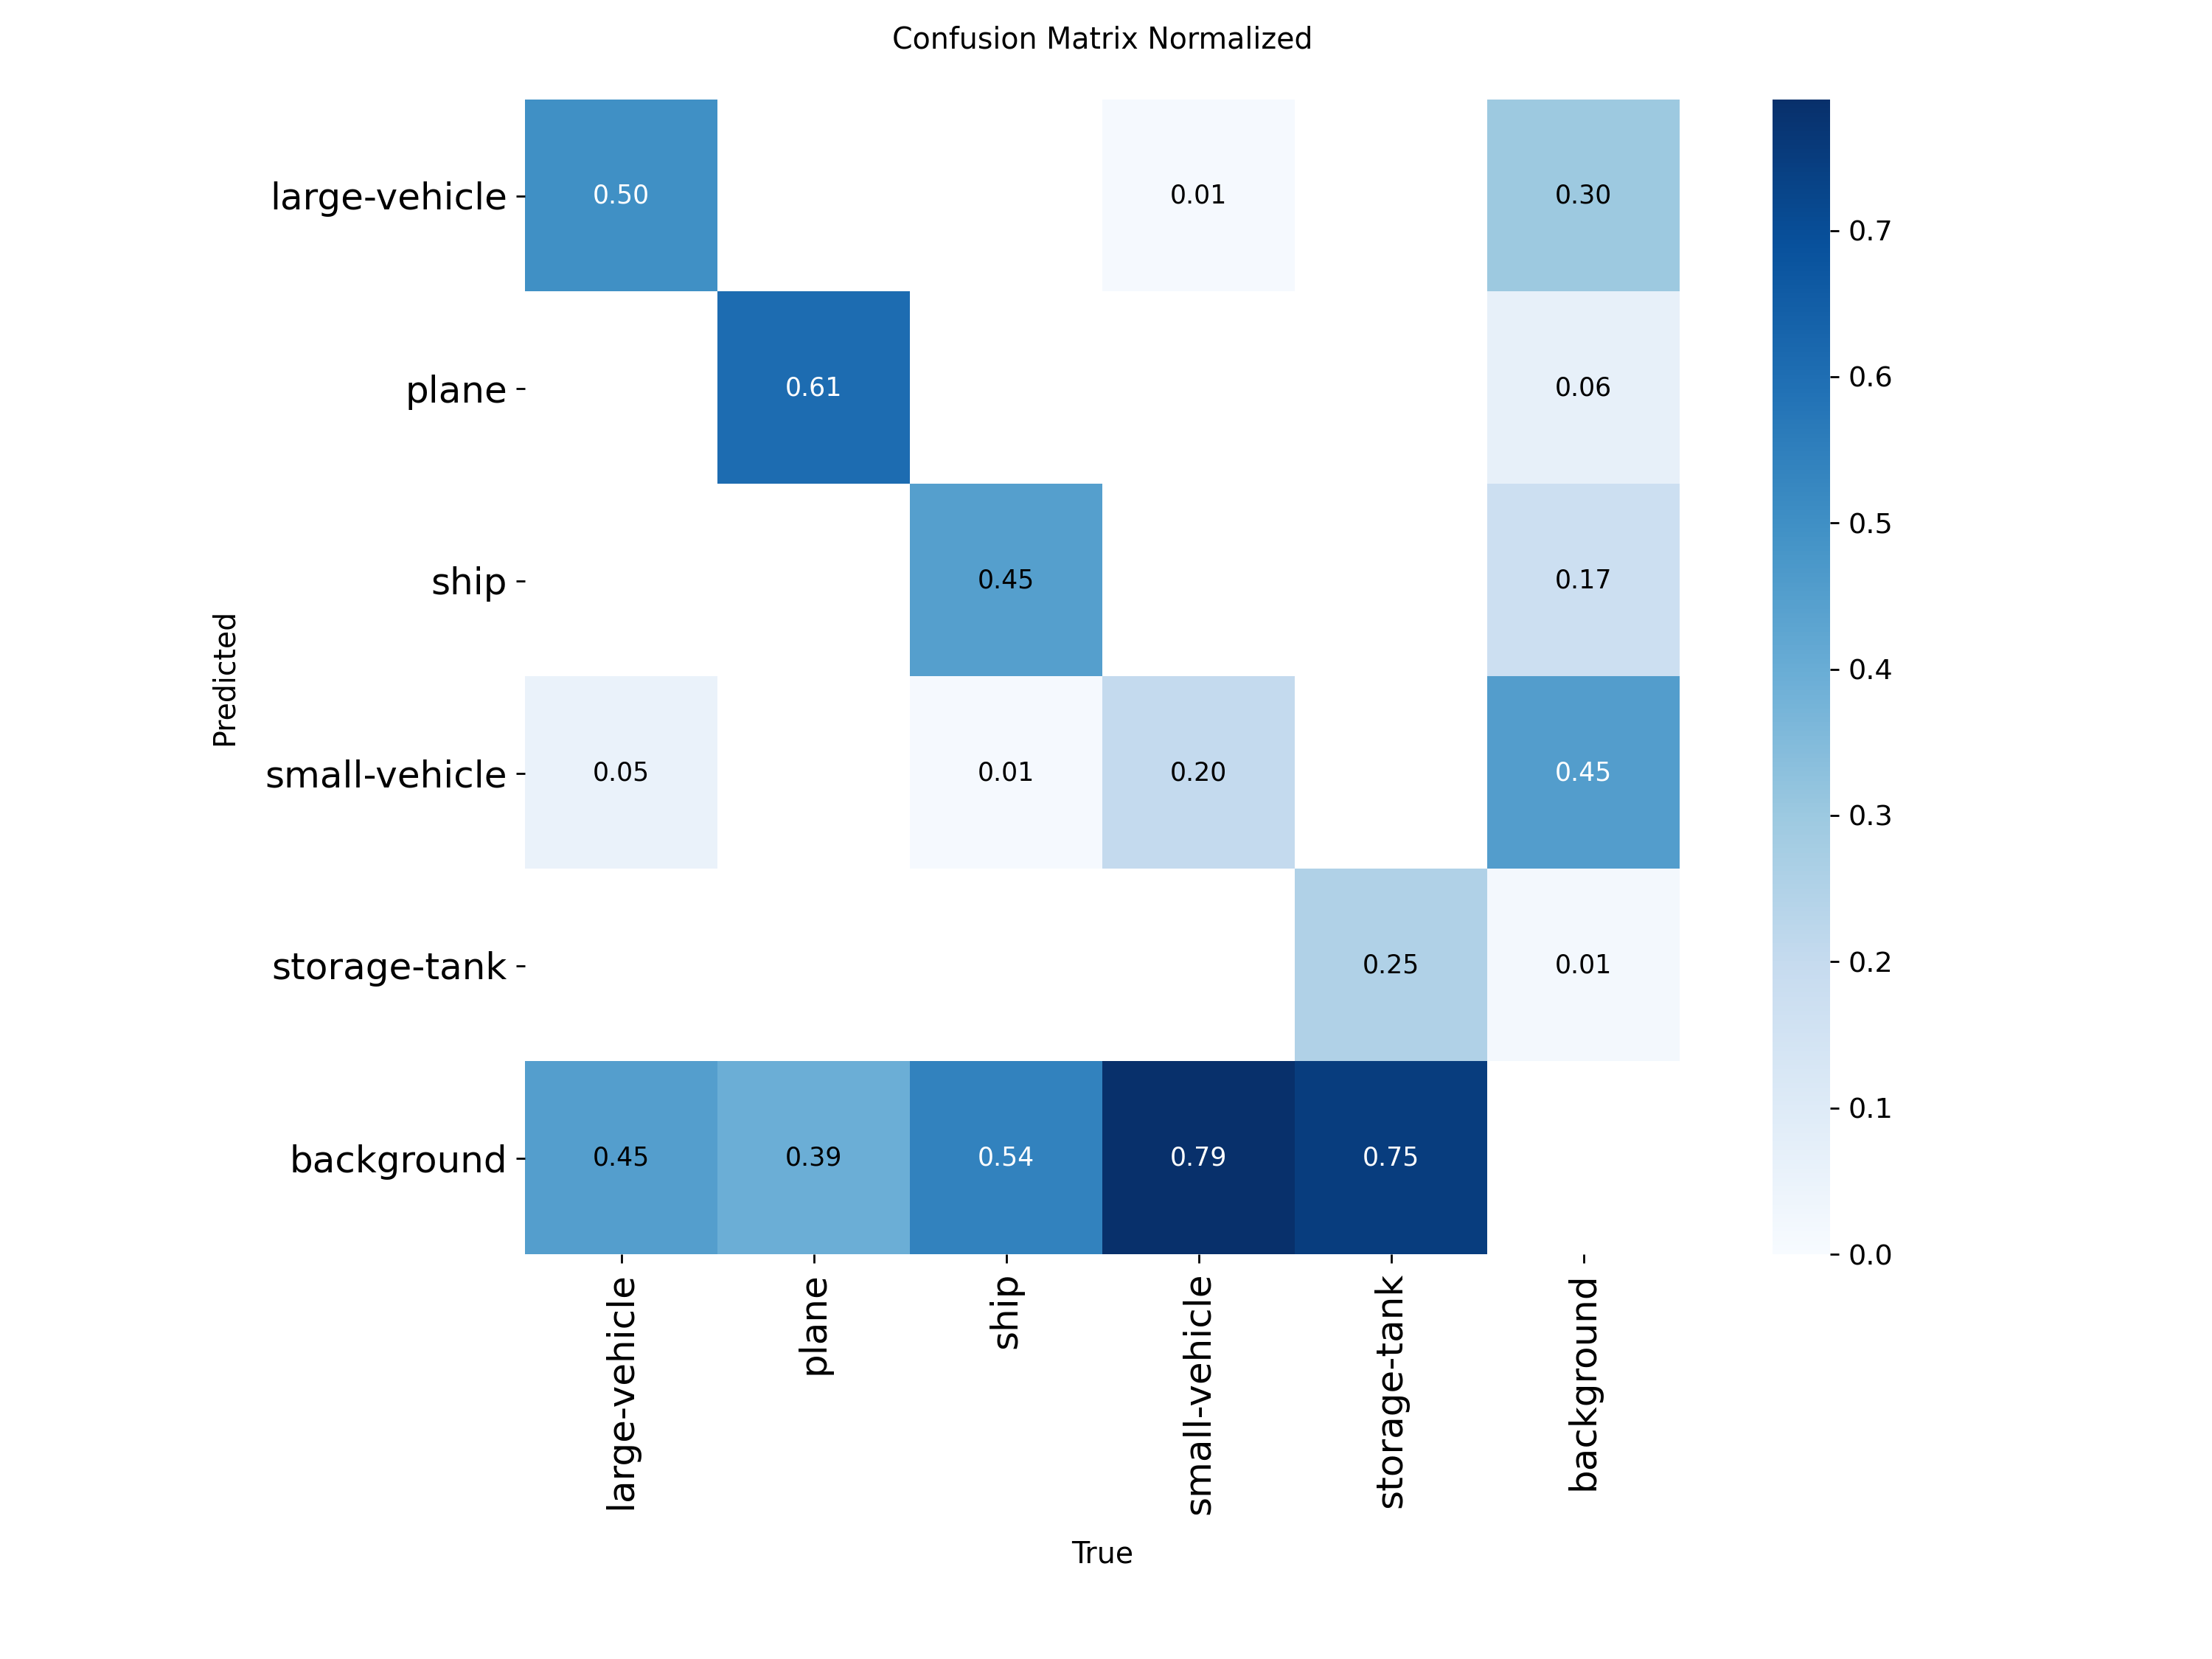 Confusion Matrix Normalized
large-vehicle
0.50
0.01
0.30
0.7
plane
0.61
0.06
0.6
ship
0.45
0.17
0.5
Predicted
small-vehicle
0.05
0.01
0.20
0.45
0.4
0.3
storage-tank
0.25
0.01
0.2
background
0.45
0.39
0.54
0.79
0.75
0.1
0.0
large-vehicle
plane
ship
small-vehicle
storage-tank
background
True